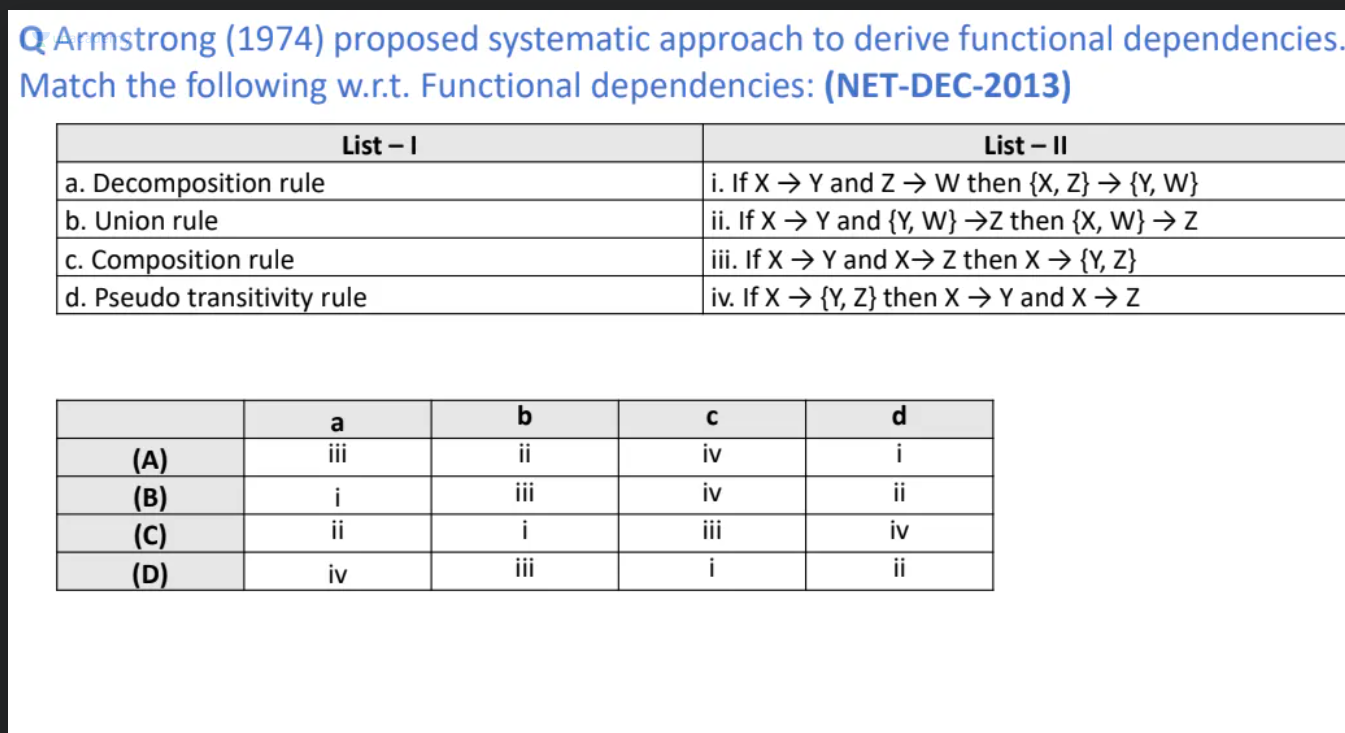 Q Armstrong (1974) proposed systematic approach to derive functional dependencies.
Match the following w.r.t. Functional dependencies: (NET-DEC-2013)
List – I List – II
a. Decomposition rule i. If X → Y and Z → W then {X, Z} → {Y, W}
b. Union rule ii. If X → Y and {Y, W} →Z then {X, W} → Z
c. Composition rule iii. If X → Y and X→ Z then X → {Y, Z}
d. Pseudo transitivity rule iv. If X → {Y, Z} then X → Y and X → Z
a b c d
(A) iii ii iv i
(B) i iii iv ii
(C) ii i iii iv
(D) iv iii i ii